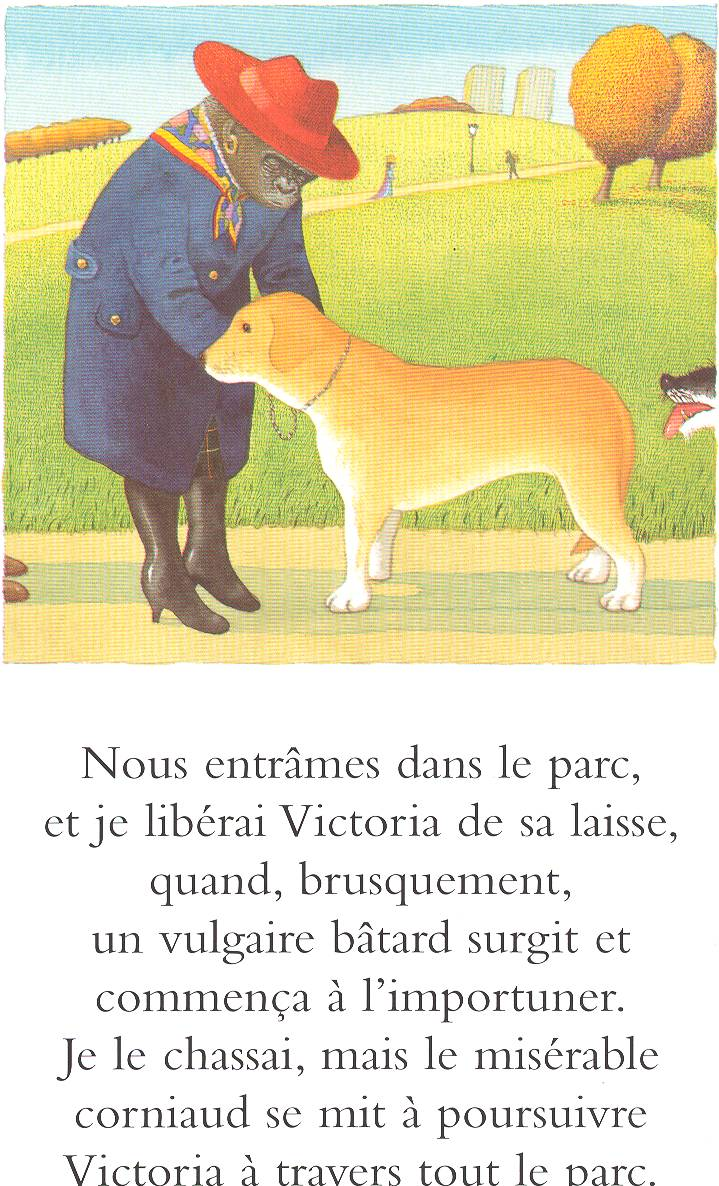 Nous entrâmes dans le parc,
et je libérai Victoria de sa laisse,
quand, brusquement,
un vulgaire bâtard surgit et
commença à l’importuner.
Je le chassai, mais le misérable
corniaud se mit à poursuivre
Victoria à travers tout le parc.